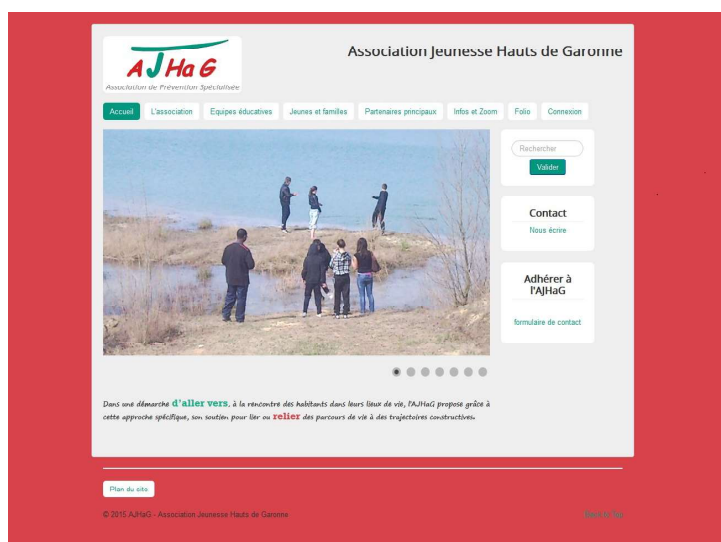 AJHaG
Association de Prévention Spécialisée
Association Jeunesse Hauts de Garonne
Accueil L'association Equipes éducatives Jeunes et familles Partenaires principaux Infos et Zoom Folio Connexion
Rechercher
Valider
Contact
Nous écrire
Adhérer à
l'AJHaG
formulaire de contact
Dans une démarche d'aller vers, à la rencontre des habitants dans leurs lieux de vie, l'AJHaG propose grâce à
cette approche spécifique, son soutien pour lier ou relier des parcours de vie à des trajectoires constructives.
Plan du site
© 2015 AJHaG - Association Jeunesse Hauts de Garonne